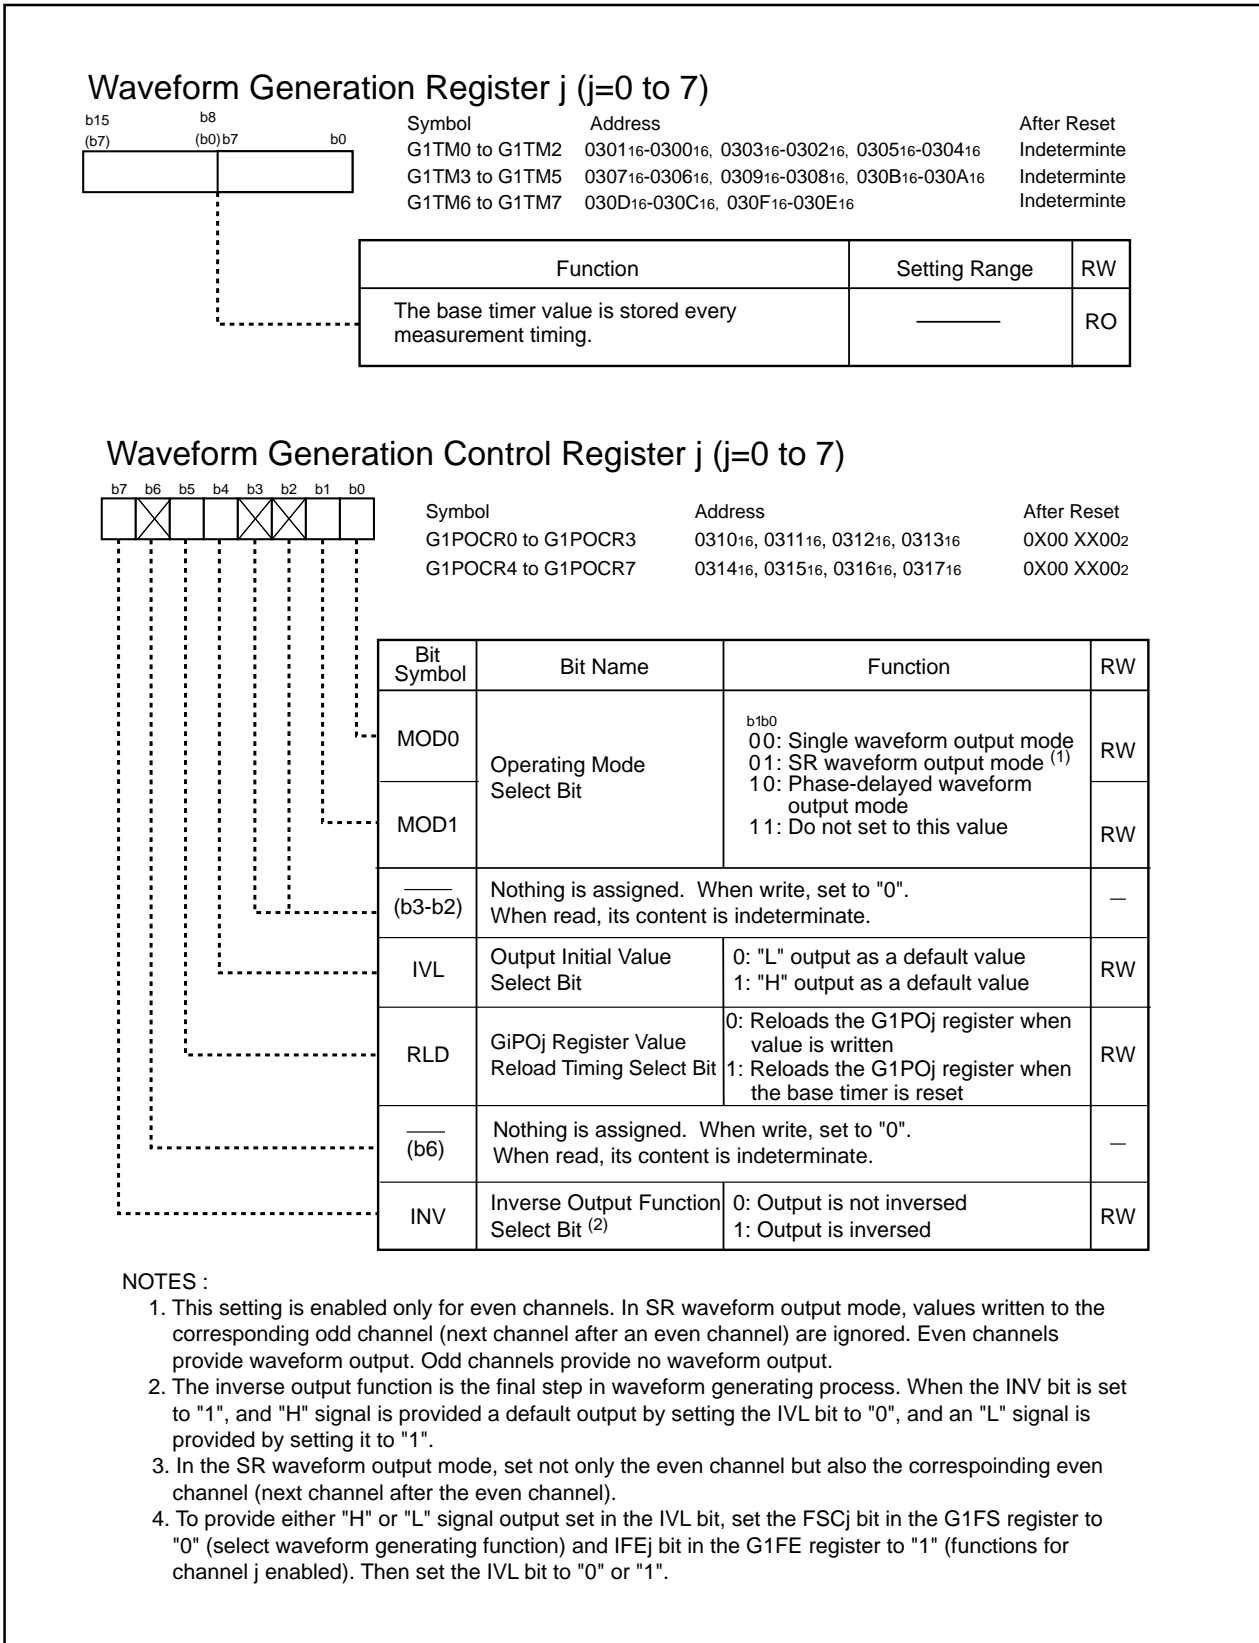 Waveform Generation Register j (j=0 to 7)
b15 b8
(b7) (b0) b7 b0
Symbol Address After Reset
G1TM0 to G1TM2 030116-030016, 030316-030216, 030516-030416 Indeterminte
G1TM3 to G1TM5 030716-030616, 030916-030816, 030B16-030A16 Indeterminte
G1TM6 to G1TM7 030D16-030C16, 030F16-030E16 Indeterminte
Function Setting Range RW
The base timer value is stored every
measurement timing.
RO
Waveform Generation Control Register j (j=0 to 7)
b7 b6 b5 b4 b3 b2 b1 b0
Symbol Address After Reset
G1POCR0 to G1POCR3 031016, 031116, 031216, 031316 0X00 XX002
G1POCR4 to G1POCR7 031416, 031516, 031616, 031716 0X00 XX002
Bit
Symbol
Bit Name Function RW
MOD0
MOD1
Operating Mode
Select Bit
b1b0
00: Single waveform output mode
01: SR waveform output mode (1)
10: Phase-delayed waveform
output mode
11: Do not set to this value
RW
RW
(b3-b2)
Nothing is assigned. When write, set to "0".
When read, its content is indeterminate.
—
IVL
Output Initial Value
Select Bit
0: "L" output as a default value
1: "H" output as a default value
RW
RLD
GiPOj Register Value
Reload Timing Select Bit
0: Reloads the G1POj register when
value is written
1: Reloads the G1POj register when
the base timer is reset
RW
(b6)
Nothing is assigned. When write, set to "0".
When read, its content is indeterminate.
—
INV
Inverse Output Function
Select Bit (2)
0: Output is not inversed
1: Output is inversed
RW
NOTES :
1. This setting is enabled only for even channels. In SR waveform output mode, values written to the
corresponding odd channel (next channel after an even channel) are ignored. Even channels
provide waveform output. Odd channels provide no waveform output.
2. The inverse output function is the final step in waveform generating process. When the INV bit is set
to "1", and "H" signal is provided a default output by setting the IVL bit to "0", and an "L" signal is
provided by setting it to "1".
3. In the SR waveform output mode, set not only the even channel but also the correspoinding even
channel (next channel after the even channel).
4. To provide either "H" or "L" signal output set in the IVL bit, set the FSCj bit in the G1FS register to
"0" (select waveform generating function) and IFEj bit in the G1FE register to "1" (functions for
channel j enabled). Then set the IVL bit to "0" or "1".